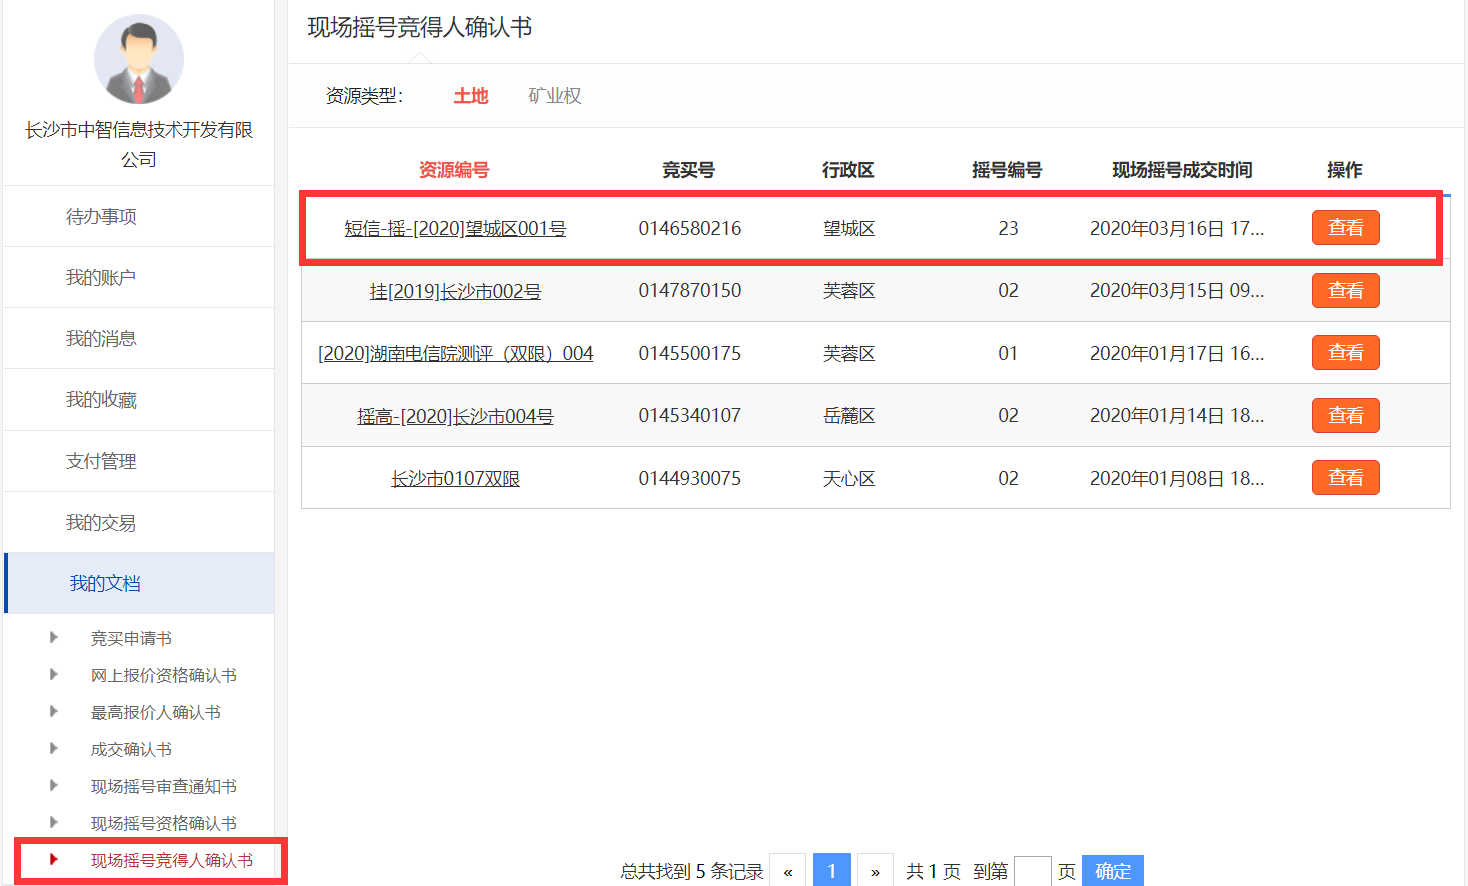 长沙市中智信息技术开发有限
公司
待办事项
我的账户
我的消息
我的收藏
支付管理
我的交易
我的文档
竞买申请书
网上报价资格确认书
最高报价人确认书
成交确认书
现场摇号审查通知书
现场摇号资格确认书
现场摇号竞得人确认书
现场摇号竞得人确认书
资源类型: 土地 矿业权
资源编号 竞买号 行政区 摇号编号 现场摇号成交时间 操作
短信-摇-[2020]望城区001号 0146580216 望城区 23 2020年03月16日 17... 查看
挂[2019]长沙市002号 0147870150 芙蓉区 02 2020年03月15日 09... 查看
[2020]湖南电信院测评（双限）004 0145500175 芙蓉区 01 2020年01月17日 16... 查看
摇高-[2020]长沙市004号 0145340107 岳麓区 02 2020年01月14日 18... 查看
长沙市0107双限 0144930075 天心区 02 2020年01月08日 18... 查看
总共找到 5 条记录 « 1 » 共 1 页 到第 页 确定